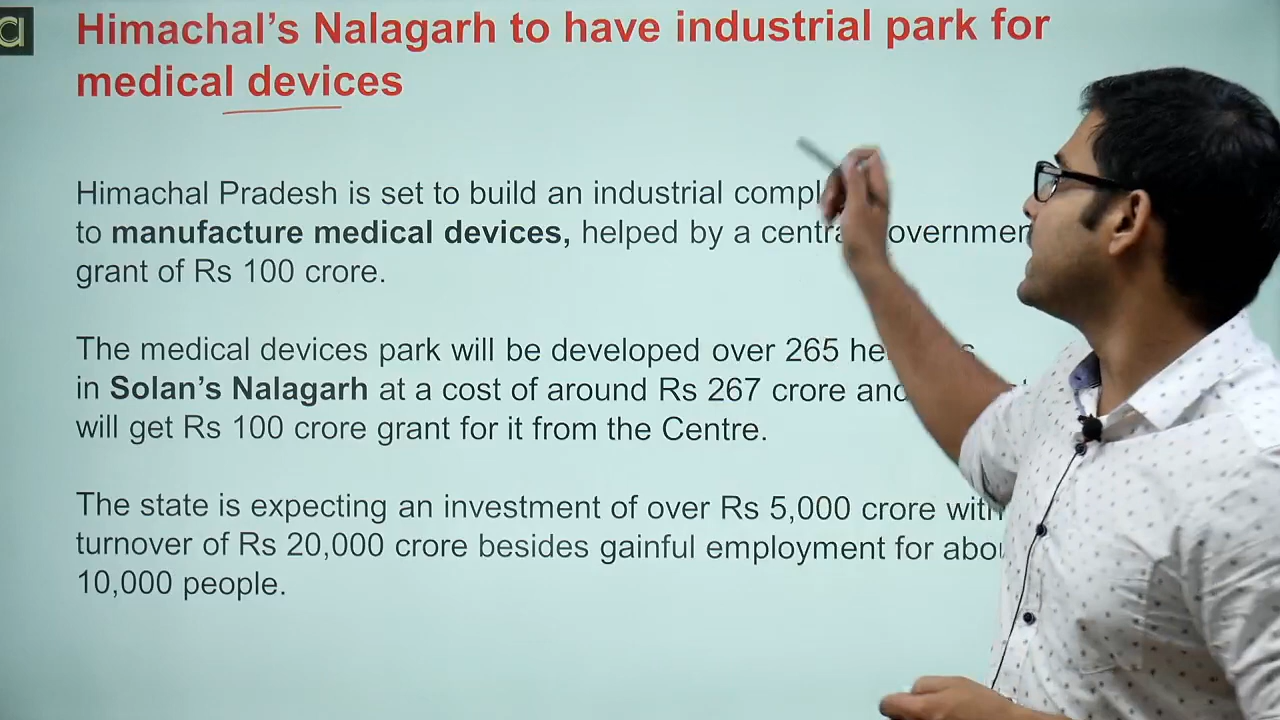 a
Himachal's Nalagarh to have industrial park for
medical devices
Himachal Pradesh is set to build an industrial
to manufacture medical devices, helped by a
grant of Rs 100 crore.
The medical devices park will be developed over 265
in Solan's Nalagarh at a cost of around Rs 267 crore and
will get Rs 100 crore grant for it from the Centre.
The state is expecting an investment of over Rs 5,000 crore with
turnover of Rs 20,000 crore besides gainful employment for
10,000 people.